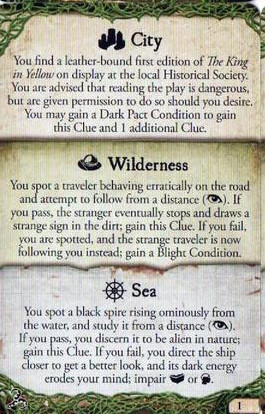 City
You find a leather-bound first edition of The King
in Yellow on display at the local Historical Society.
You are advised that reading the play is dangerous,
but are given permission to do so should you desire.
You may gain a Dark Pact Condition to gain
this Clue and 1 additional Clue.
Wilderness
You spot a traveler behaving erratically on the road
and attempt to follow from a distance ( ). If
you pass, the stranger eventually stops and draws a
strange sign in the dirt; gain this Clue. If you fail,
you are spotted, and the strange traveler is now
following you instead; gain a Blight Condition.
Sea
You spot a black spire rising ominously from
the water, and study it from a distance ( ).
If you pass, you discern it to be alien in nature;
gain this Clue. If you fail, you direct the ship
closer to get a better look, and its dark energy
erodes your mind; impair or .
1